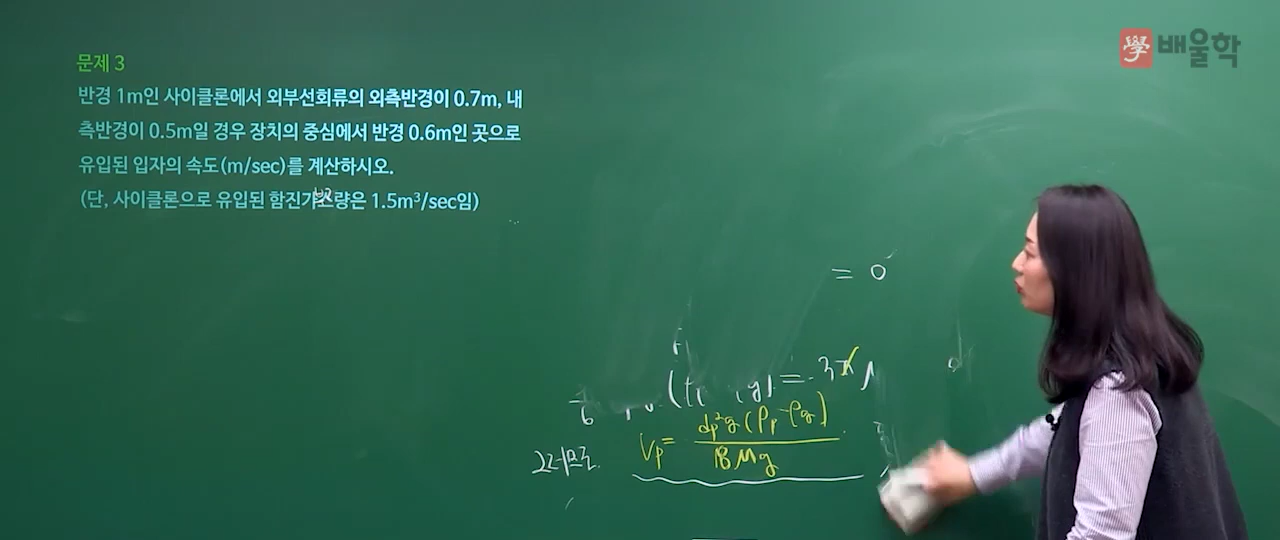 배울학
문제 3
반경 1m인 사이클론에서 외부선회류의 외측반경이 0.7m, 내
측반경이 0.5m일 경우 장치의 중심에서 반경 0.6m인 곳으로
유입된 입자의 속도(m/sec)를 계산하시오.
(단, 사이클론으로 유입된 함진가스량은 1.5m³/sec임)
= 0
= 3π μ
그러므로 Vp = dp²g(ρp-ρg) / 18μg